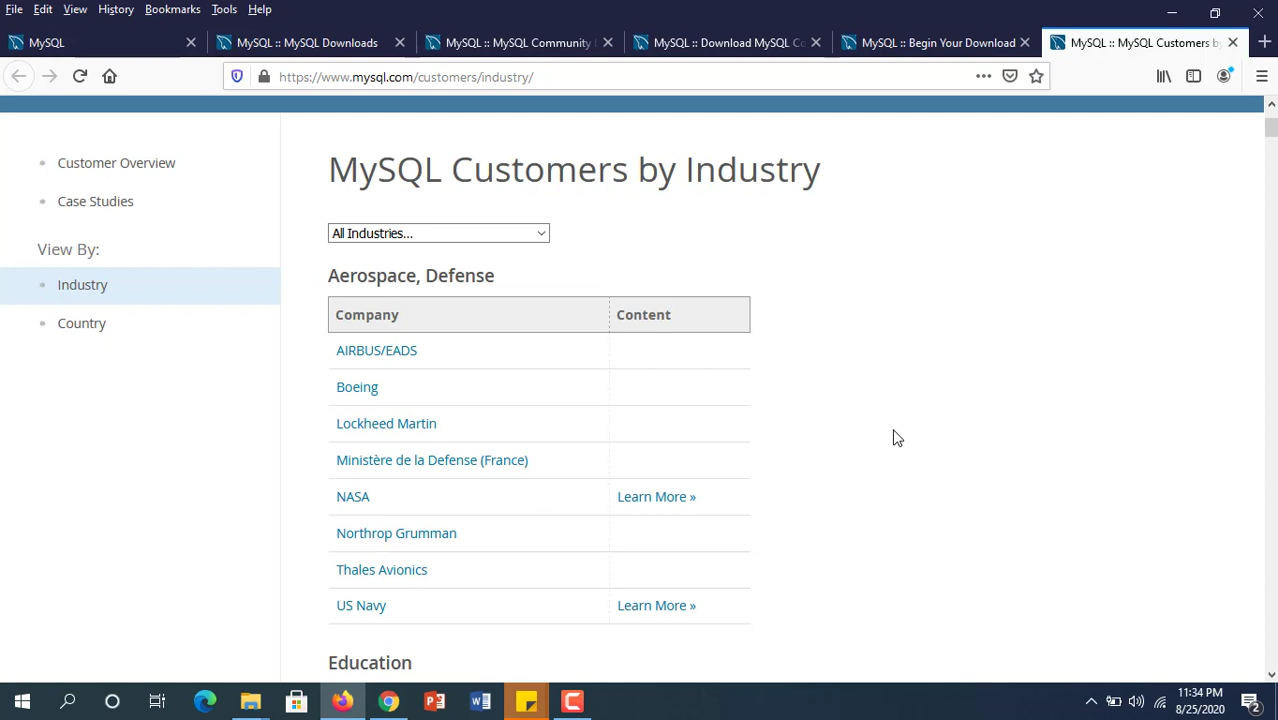 File Edit View History Bookmarks Tools Help
MySQL
MySQL :: MySQL Downloads
MySQL :: MySQL Community
MySQL :: Download MySQL Co
MySQL :: Begin Your Download
MySQL :: MySQL Customers by
https://www.mysql.com/customers/industry/
Customer Overview
Case Studies
View By:
Industry
Country
MySQL Customers by Industry
All Industries...
Aerospace, Defense
Company Content
AIRBUS/EADS
Boeing
Lockheed Martin
Ministère de la Defense (France)
NASA Learn More »
Northrop Grumman
Thales Avionics
US Navy Learn More »
Education
11:34 PM
8/25/2020
2